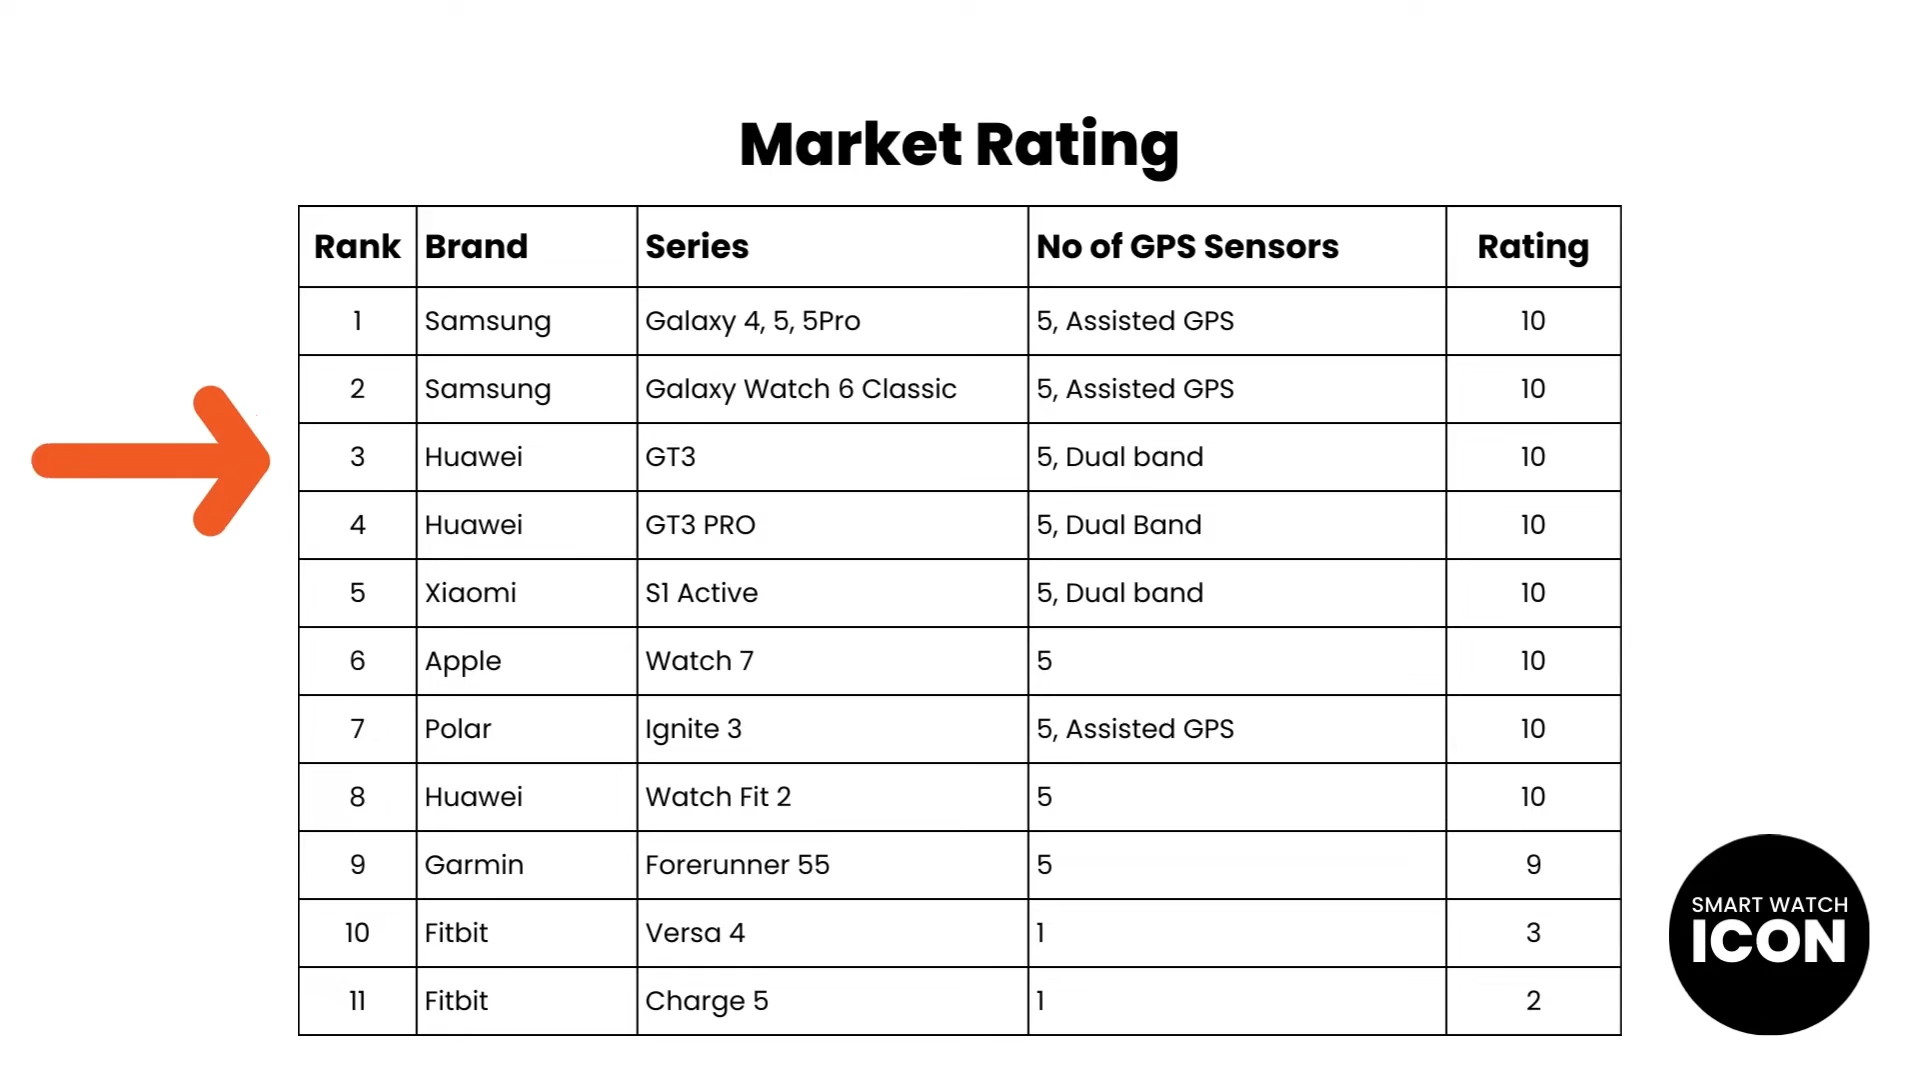 Market Rating
Rank Brand Series No of GPS Sensors Rating
1 Samsung Galaxy 4, 5, 5Pro 5, Assisted GPS 10
2 Samsung Galaxy Watch 6 Classic 5, Assisted GPS 10
3 Huawei GT3 5, Dual band 10
4 Huawei GT3 PRO 5, Dual Band 10
5 Xiaomi S1 Active 5, Dual band 10
6 Apple Watch 7 5 10
7 Polar Ignite 3 5, Assisted GPS 10
8 Huawei Watch Fit 2 5 10
9 Garmin Forerunner 55 5 9
10 Fitbit Versa 4 1 3
11 Fitbit Charge 5 1 2
SMART WATCH
ICON